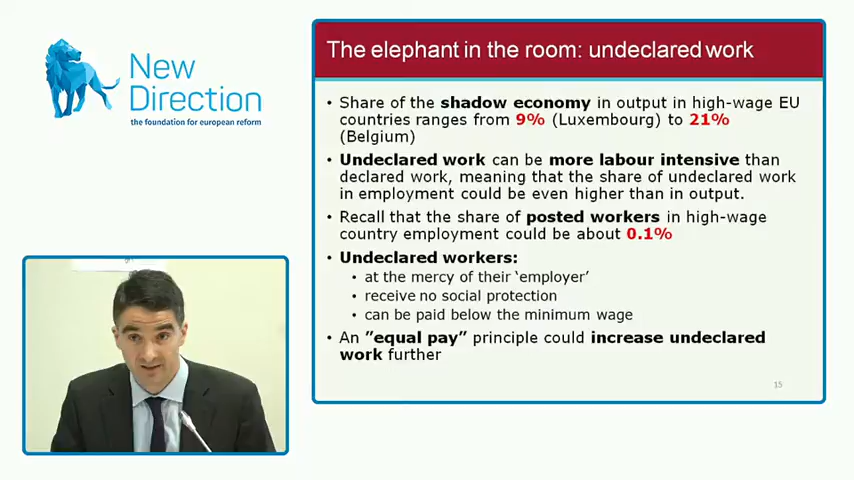 New
Direction
the foundation for european reform
The elephant in the room: undeclared work
• Share of the shadow economy in output in high-wage EU
countries ranges from 9% (Luxembourg) to 21%
(Belgium)
• Undeclared work can be more labour intensive than
declared work, meaning that the share of undeclared work
in employment could be even higher than in output.
• Recall that the share of posted workers in high-wage
country employment could be about 0.1%
• Undeclared workers:
• at the mercy of their ‘employer’
• receive no social protection
• can be paid below the minimum wage
• An ”equal pay” principle could increase undeclared
work further
15